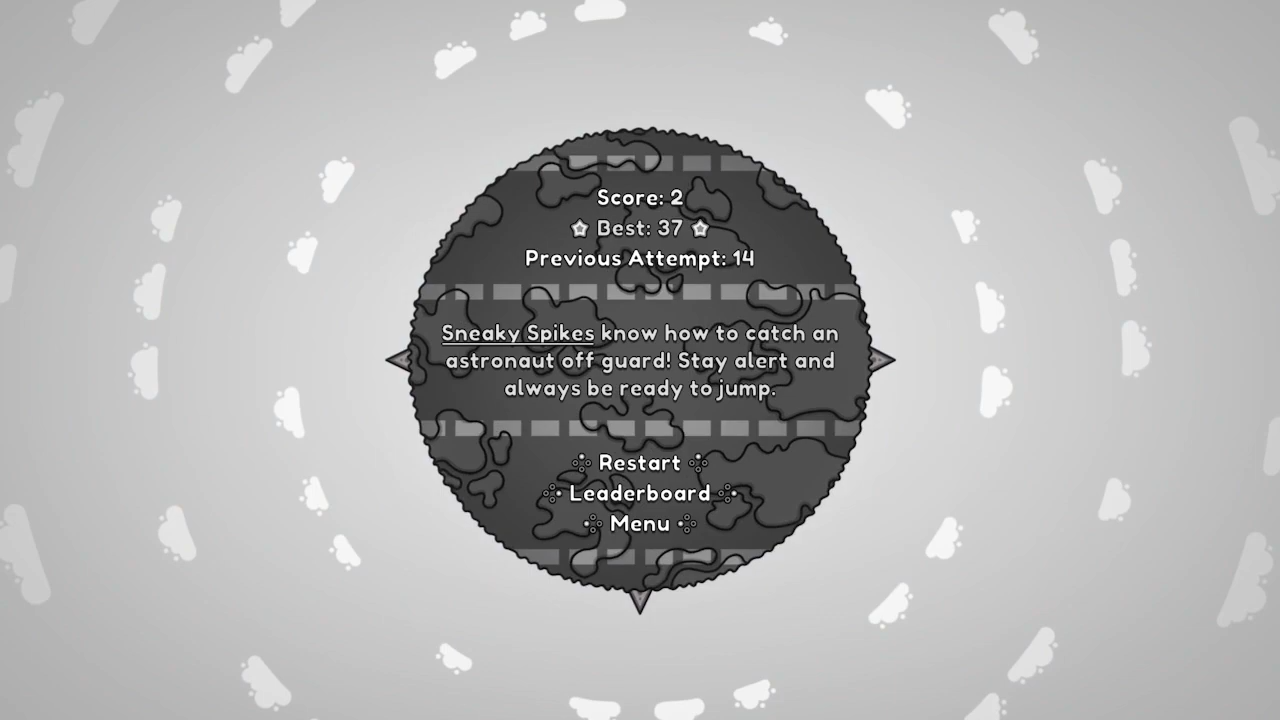 Score: 2
Best: 37
Previous Attempt: 14
Sneaky Spikes know how to catch an
astronaut off guard! Stay alert and
always be ready to jump.
Restart
Leaderboard
Menu